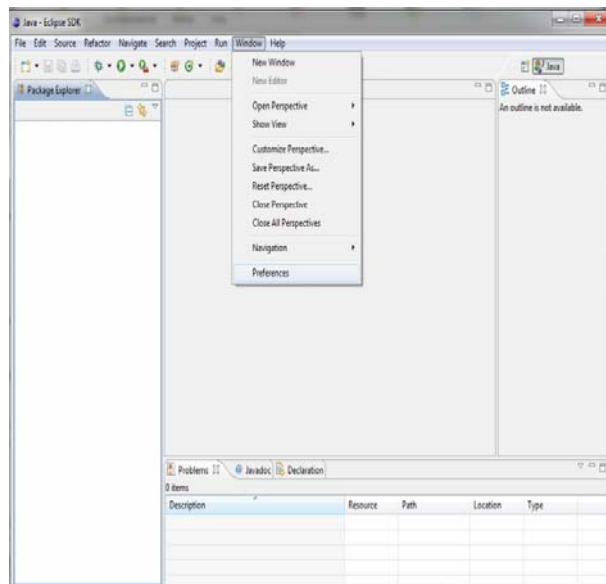 Java - Eclipse SDK
File Edit Source Refactor Navigate Search Project Run Window Help
Java
Package Explorer
Outline
An outline is not available.
New Window
New Editor
Open Perspective
Show View
Customize Perspective...
Save Perspective As...
Reset Perspective...
Close Perspective
Close All Perspectives
Navigation
Preferences
Problems Javadoc Declaration
0 items
Description Resource Path Location Type